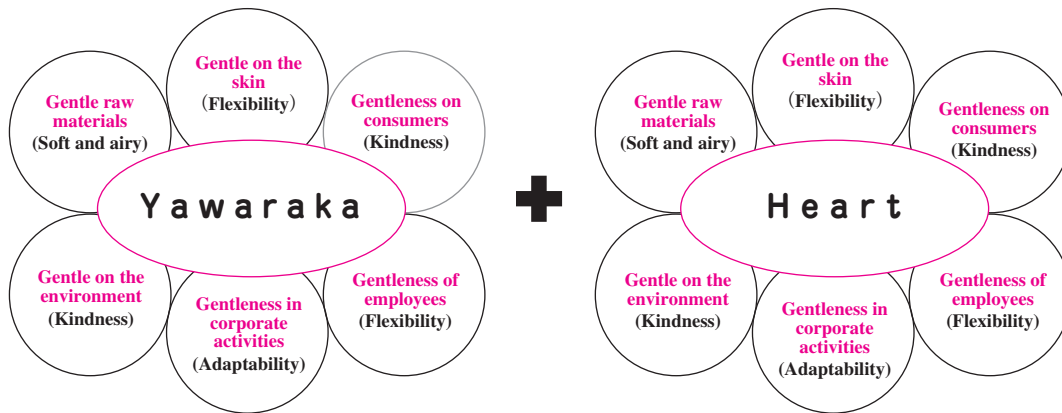 Gentle on the
skin
(Flexibility)
Gentle raw
materials
(Soft and airy)
Gentleness on
consumers
(Kindness)
Yawaraka
Gentle on the
environment
(Kindness)
Gentleness in
corporate
activities
(Adaptability)
Gentleness of
employees
(Flexibility)
Gentle on the
skin
(Flexibility)
Gentle raw
materials
(Soft and airy)
Gentleness on
consumers
(Kindness)
Heart
Gentle on the
environment
(Kindness)
Gentleness in
corporate
activities
(Adaptability)
Gentleness of
employees
(Flexibility)